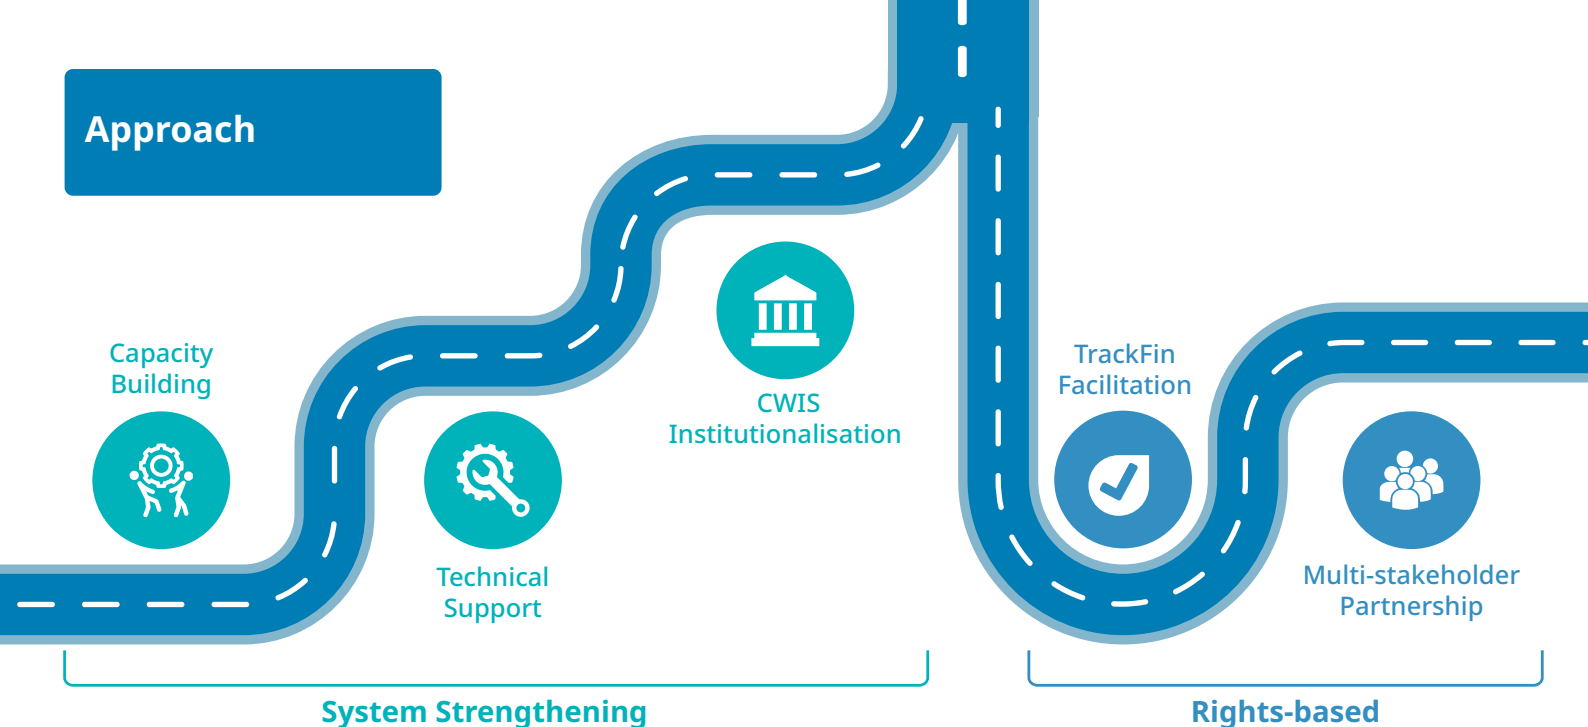 Approach
Capacity
Building
Technical
Support
CWIS
Institutionalisation
TrackFin
Facilitation
Multi-stakeholder
Partnership
System Strengthening
Rights-based